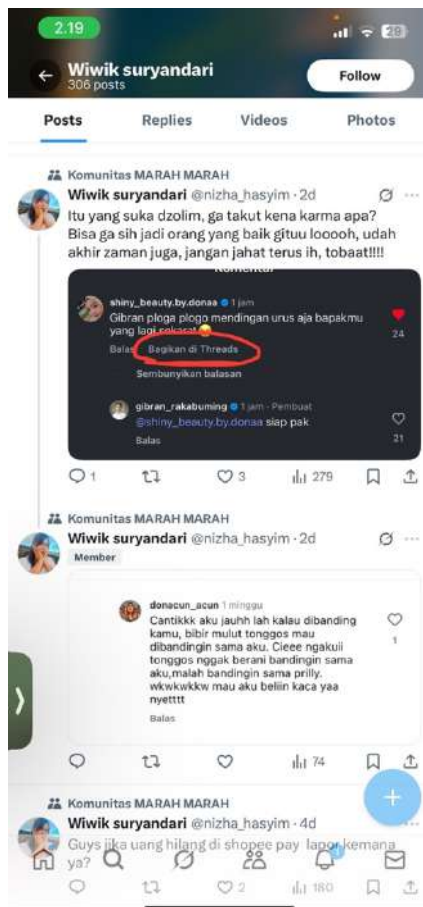 2.19
29
Wiwik suryandari
306 posts
Follow
Posts
Replies
Videos
Photos
Komunitas MARAH MARAH
Wiwik suryandari @nizha_hasyim · 2d
Itu yang suka dzolim, ga takut kena karma apa?
Bisa ga sih jadi orang yang baik gituu looooh, udah
akhir zaman juga, jangan jahat terus ih, tobaat!!!!
Komentar
shiny_beauty.by.donaa 1 jam
Gibran ploga plogo mendingan urus aja bapakmu
yang lagi sekarat
24
Balas Bagikan di Threads
Sembunyikan balasan
gibran_rakabuming 1 jam · Pembuat
@shiny_beauty.by.donaa siap pak
21
Balas
1
3
279
Komunitas MARAH MARAH
Wiwik suryandari @nizha_hasyim · 2d
Member
donacun_acun 1 minggu
Cantikkk aku jauhh lah kalau dibanding
kamu, bibir mulut tonggos mau
dibandingin sama aku. Cieee ngakuii
tonggos nggak berani bandingin sama
aku,malah bandingin sama prilly.
wkwkwkkw mau aku beliin kaca yaa
nyetttt
1
Balas
74
Komunitas MARAH MARAH
Wiwik suryandari @nizha_hasyim · 4d
Guys jika uang hilang di shopee pay lapor kemana
ya?
2
180